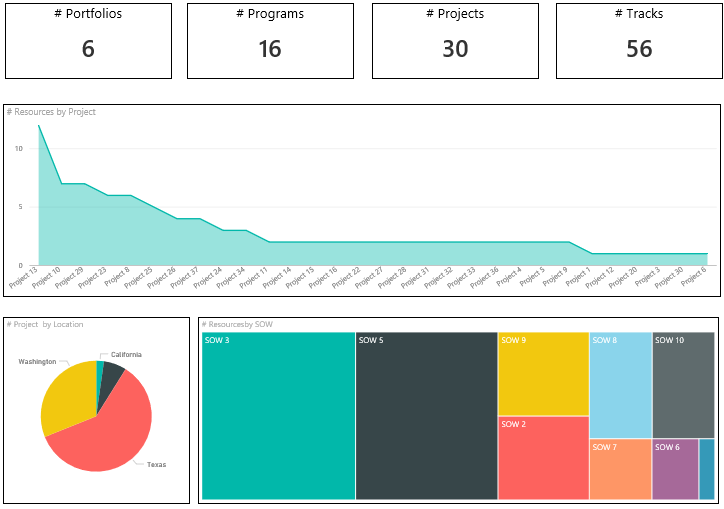 # Portfolios
6
# Programs
16
# Projects
30
# Tracks
56
# Resources by Project
10
5
0
Project 13
Project 10
Project 29
Project 23
Project 8
Project 25
Project 26
Project 37
Project 24
Project 34
Project 11
Project 14
Project 15
Project 16
Project 22
Project 27
Project 28
Project 31
Project 32
Project 33
Project 36
Project 4
Project 5
Project 9
Project 1
Project 12
Project 20
Project 3
Project 30
Project 6
# Project  by Location
California
Washington
Texas
# Resourcesby SOW
SOW 3
SOW 5
SOW 9
SOW 8
SOW 10
SOW 2
SOW 7
SOW 6